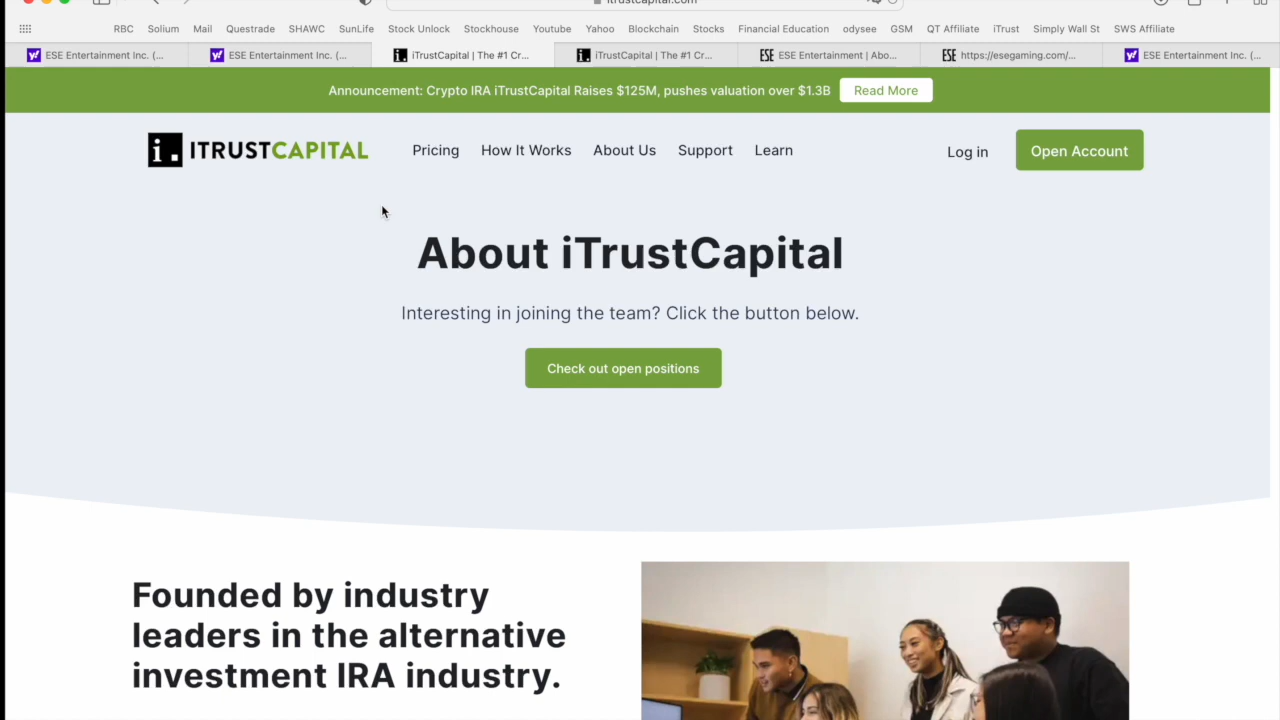 itrustcapital.com
RBC Solium Mail Questrade SHAWC SunLife Stock Unlock Stockhouse Youtube Yahoo Blockchain Stocks Financial Education odysee GSM QT Affiliate iTrust Simply Wall St SWS Affiliate
ESE Entertainment Inc. (... ESE Entertainment Inc. (... iTrustCapital | The #1 Cr... iTrustCapital | The #1 Cr... ESE Entertainment | Abo... https://esegaming.com/... ESE Entertainment Inc. (...
Announcement: Crypto IRA iTrustCapital Raises $125M, pushes valuation over $1.3B Read More
i. ITRUSTCAPITAL Pricing How It Works About Us Support Learn Log in Open Account
About iTrustCapital
Interesting in joining the team? Click the button below.
Check out open positions
Founded by industry
leaders in the alternative
investment IRA industry.